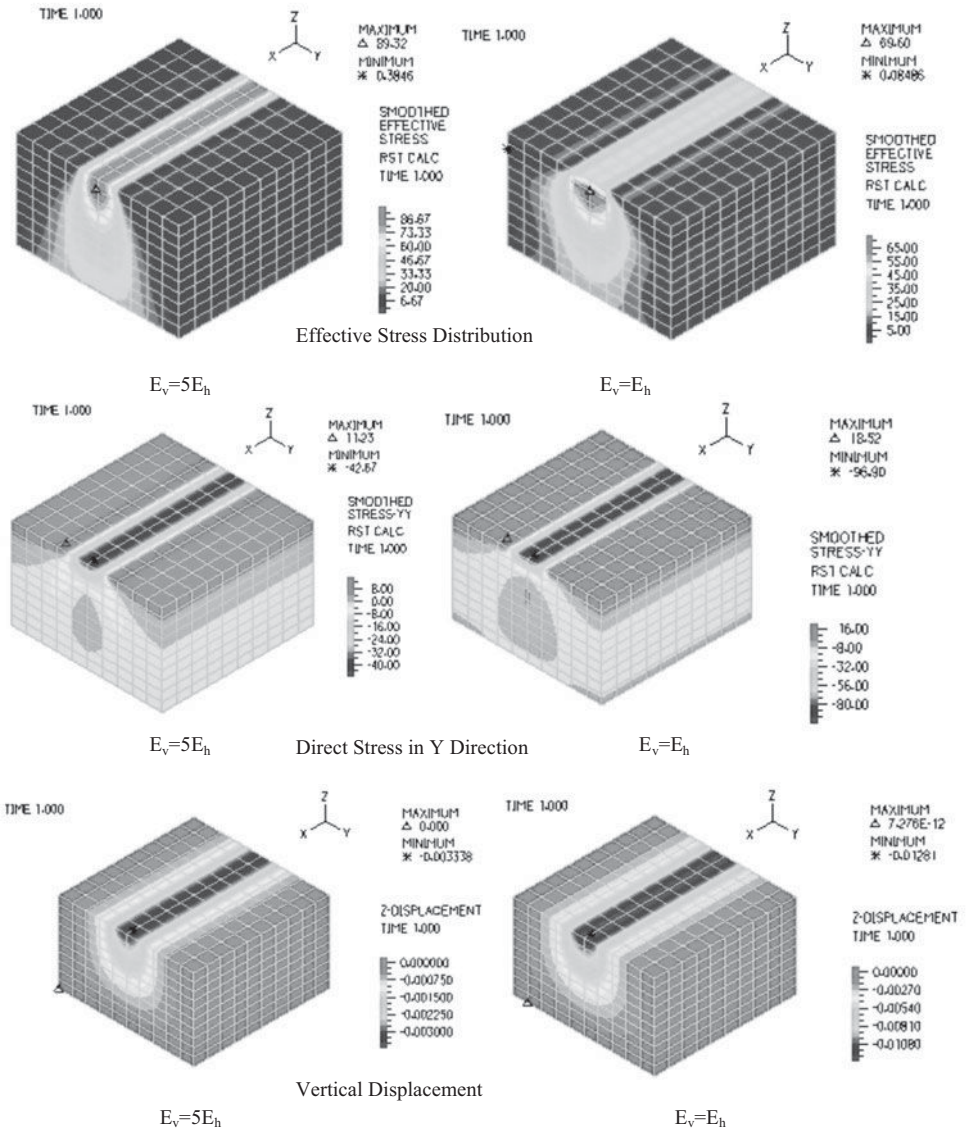 TIME 1.000
Z
X
Y
MAXIMUM
△ 89.32
MINIMUM
* 0.3846
SMOOTHED
EFFECTIVE
STRESS
RST CALC
TIME 1.000
86.67
73.33
60.00
46.67
33.33
20.00
6.67
TIME 1.000
Z
X
Y
MAXIMUM
△ 69.60
MINIMUM
* 0.08486
SMOOTHED
EFFECTIVE
STRESS
RST CALC
TIME 1.000
65.00
55.00
45.00
35.00
25.00
15.00
5.00
Effective Stress Distribution
Ev=5Eh
Ev=Eh
TIME 1.000
Z
X
Y
MAXIMUM
△ 11.23
MINIMUM
* -42.67
SMOOTHED
STRESS-YY
RST CALC
TIME 1.000
8.00
0.00
-8.00
-16.00
-24.00
-32.00
-40.00
TIME 1.000
Z
X
Y
MAXIMUM
△ 18.52
MINIMUM
* -96.90
SMOOTHED
STRESS-YY
RST CALC
TIME 1.000
16.00
-8.00
-32.00
-56.00
-80.00
Ev=5Eh
Direct Stress in Y Direction
Ev=Eh
TIME 1.000
Z
X
Y
MAXIMUM
△ 0.000
MINIMUM
* -0.003338
Z-DISPLACEMENT
TIME 1.000
0.000000
-0.000750
-0.001500
-0.002250
-0.003000
TIME 1.000
Z
X
Y
MAXIMUM
△ 7.276E-12
MINIMUM
* -0.01281
Z-DISPLACEMENT
TIME 1.000
0.00000
-0.00270
-0.00540
-0.00810
-0.01080
Vertical Displacement
Ev=5Eh
Ev=Eh